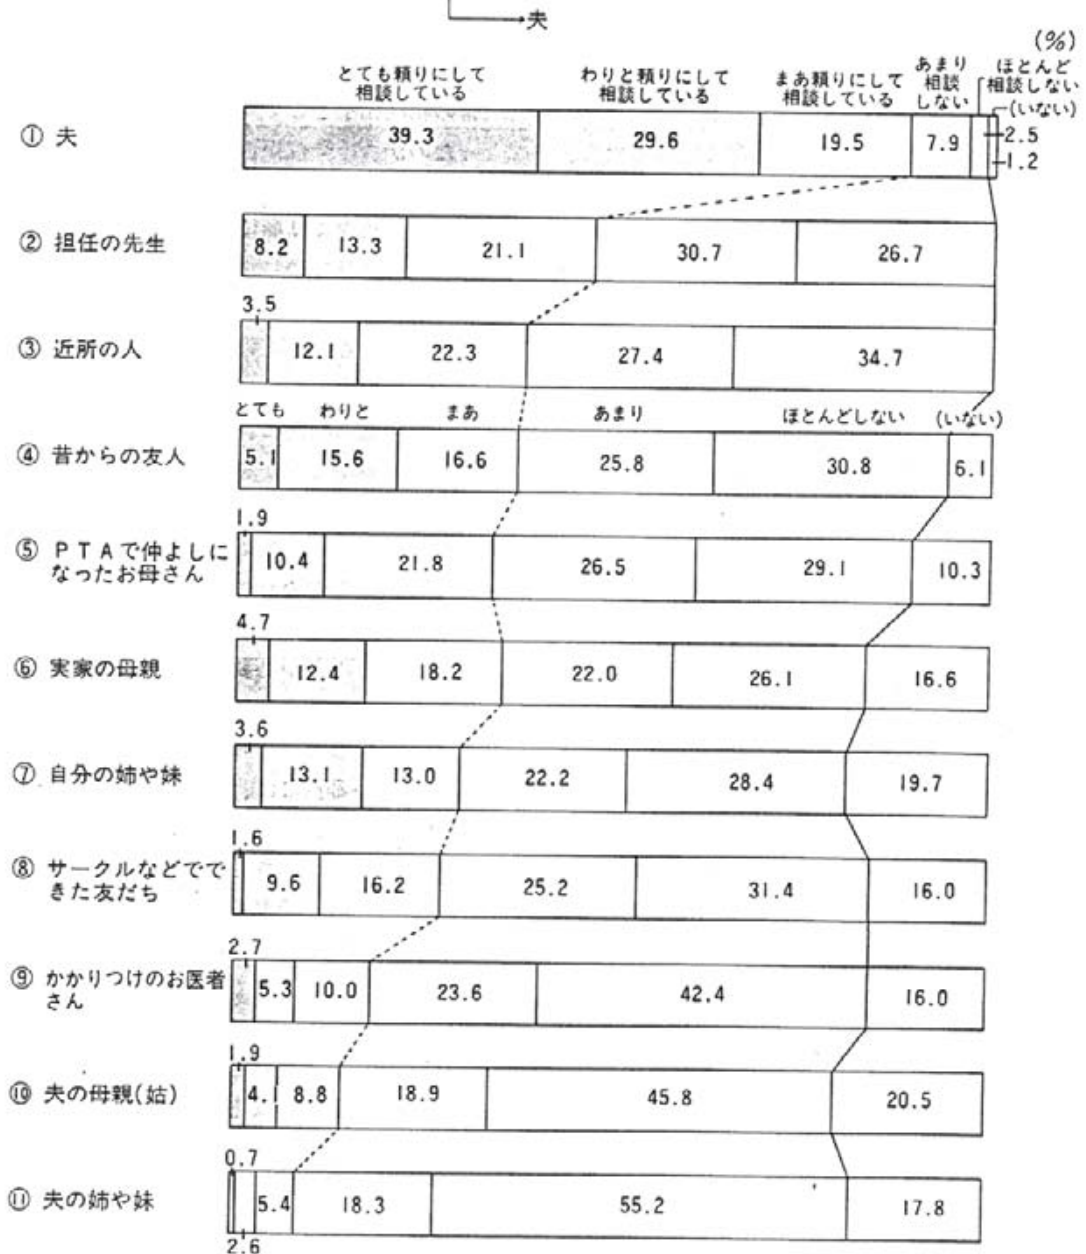 →夫
(%)
とても頼りにして
相談している
わりと頼りにして
相談している
まあ頼りにして
相談している
あまり
相談
しない
ほとんど
相談しない
(いない)
① 夫
39.3 29.6 19.5 7.9 2.5
1.2
② 担任の先生
8.2 13.3 21.1 30.7 26.7
3.5
③ 近所の人
12.1 22.3 27.4 34.7
とても わりと まあ あまり ほとんどしない (いない)
④ 昔からの友人
5.1 15.6 16.6 25.8 30.8 6.1
1.9
⑤ PTAで仲よしに
なったお母さん
10.4 21.8 26.5 29.1 10.3
4.7
⑥ 実家の母親
12.4 18.2 22.0 26.1 16.6
3.6
⑦ 自分の姉や妹
13.1 13.0 22.2 28.4 19.7
1.6
⑧ サークルなどでで
きた友だち
9.6 16.2 25.2 31.4 16.0
2.7
⑨ かかりつけのお医者
さん
5.3 10.0 23.6 42.4 16.0
1.9
⑩ 夫の母親(姑)
4.1 8.8 18.9 45.8 20.5
0.7
⑪ 夫の姉や妹
5.4 18.3 55.2 17.8
2.6